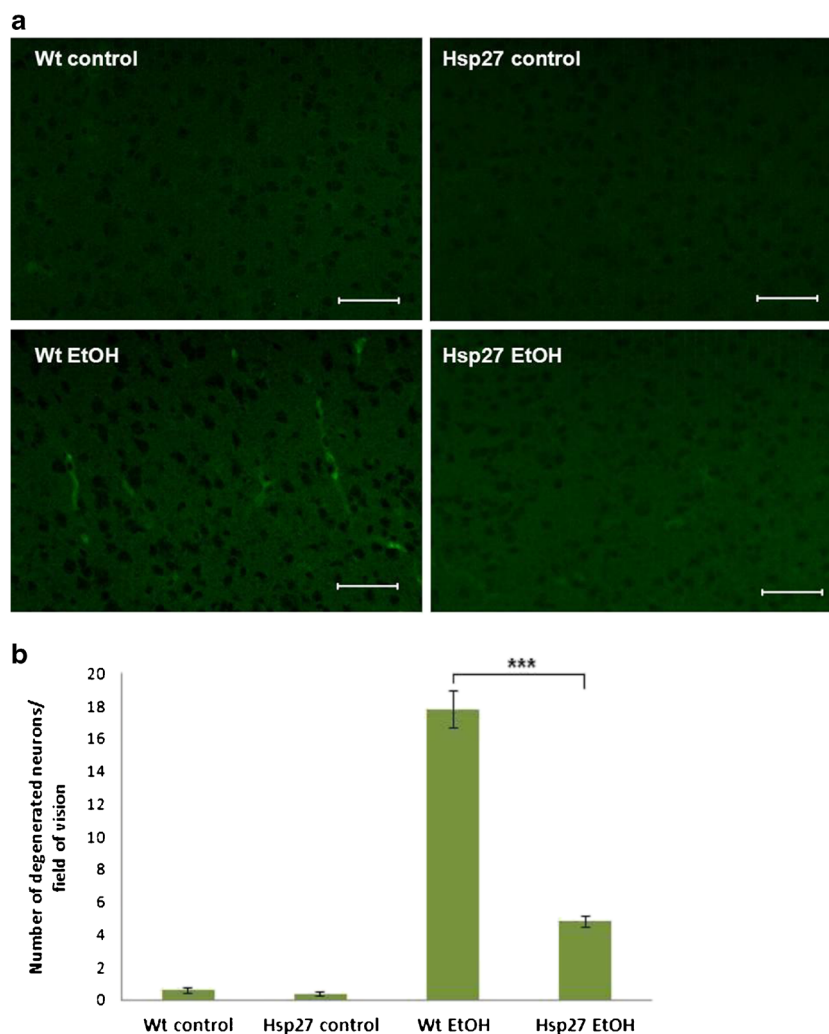 a
Wt control
Hsp27 control
Wt EtOH
Hsp27 EtOH
b
Number of degenerated neurons/
field of vision
20
18
16
14
12
10
8
6
4
2
0
***
Wt control
Hsp27 control
Wt EtOH
Hsp27 EtOH